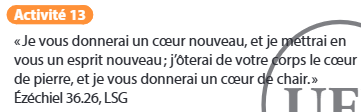 Activité 13
« Je vous donnerai un cœur nouveau, et je mettrai en
vous un esprit nouveau ; j’ôterai de votre corps le cœur
de pierre, et je vous donnerai un cœur de chair. »
Ézéchiel 36.26, LSG